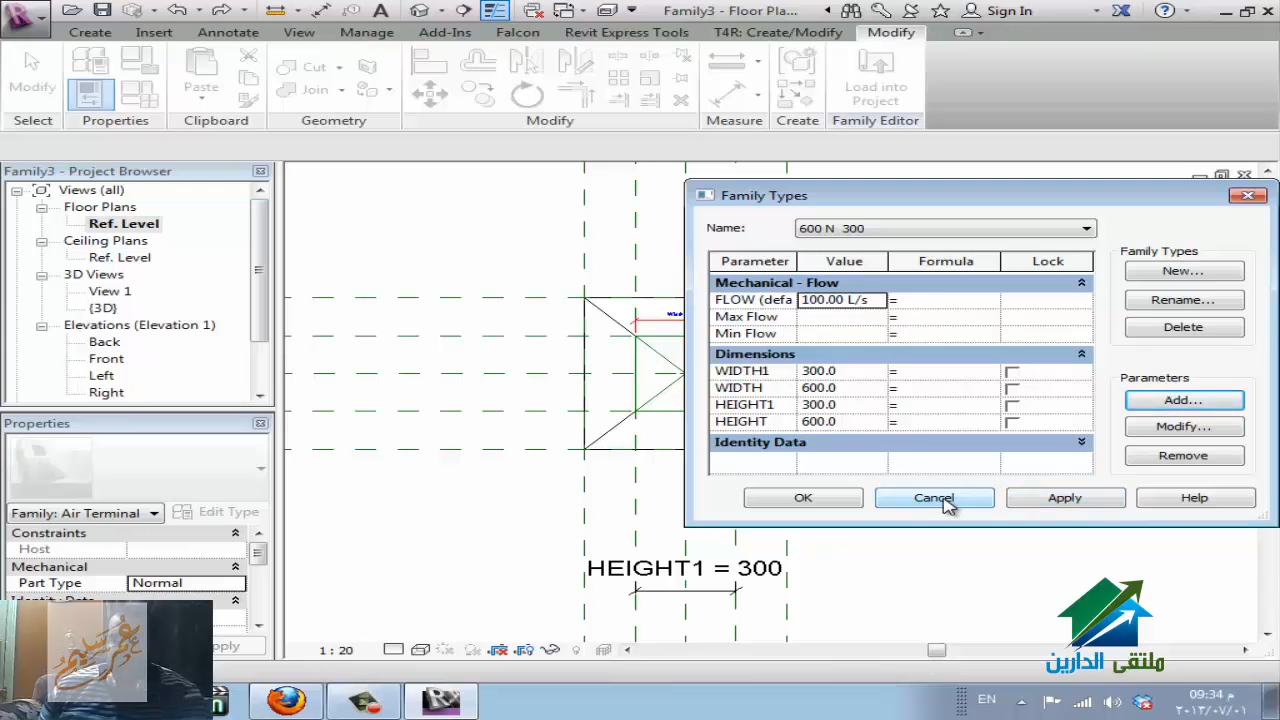 Family3 - Floor Pla...
Sign In
Create
Insert
Annotate
View
Manage
Add-Ins
Falcon
Revit Express Tools
T4R: Create/Modify
Modify
Modify
Paste
Cut
Join
Load into
Project
Select
Properties
Clipboard
Geometry
Modify
Measure
Create
Family Editor
Family3 - Project Browser
Views (all)
Floor Plans
Ref. Level
Ceiling Plans
Ref. Level
3D Views
View 1
{3D}
Elevations (Elevation 1)
Back
Front
Left
Right
Properties
Family: Air Terminal
Edit Type
Constraints
Host
Mechanical
Part Type
Normal
HEIGHT1 = 300
Family Types
Name:
600 N 300
Parameter
Value
Formula
Lock
Mechanical - Flow
FLOW (defa
100.00 L/s
=
Max Flow
=
Min Flow
=
Dimensions
WIDTH1
300.0
=
WIDTH
600.0
=
HEIGHT1
300.0
=
HEIGHT
600.0
=
Identity Data
Family Types
New...
Rename...
Delete
Parameters
Add...
Modify...
Remove
OK
Cancel
Apply
Help
1 : 20
ملتقى الدارين
EN
09:34 م
٢٠١٣/٠٧/٠١